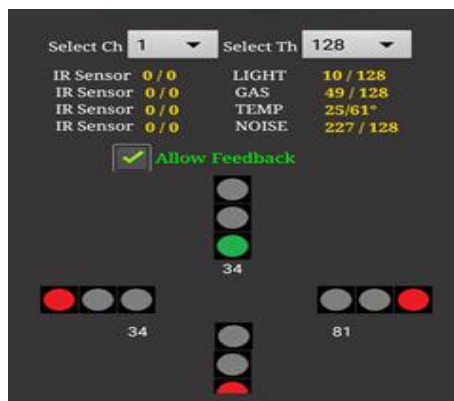 Select Ch 1 Select Th 128
IR Sensor 0/0 LIGHT 10/128
IR Sensor 0/0 GAS 49/128
IR Sensor 0/0 TEMP 25/61°
IR Sensor 0/0 NOISE 227/128
Allow Feedback
34
34 81